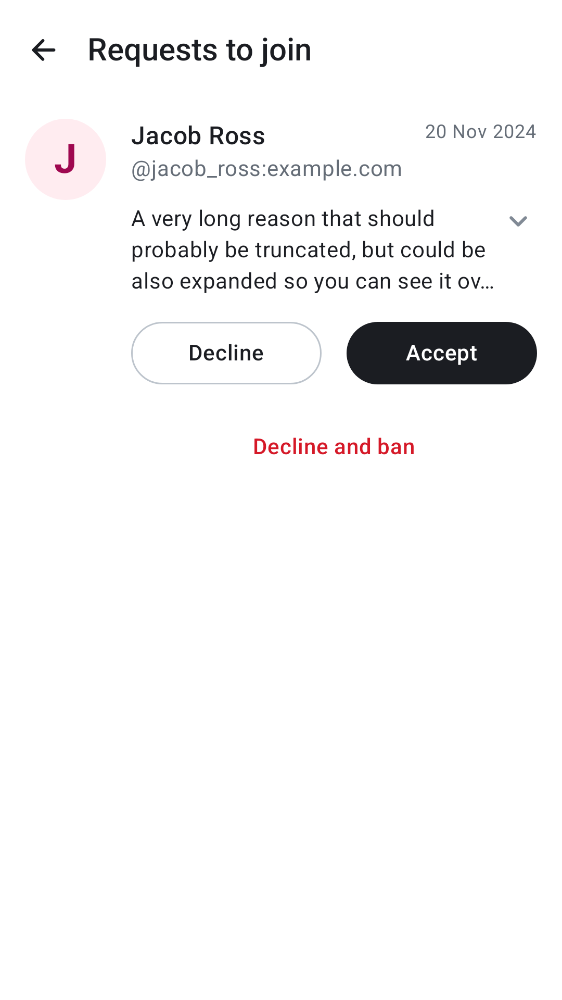 Requests to join
J
Jacob Ross
20 Nov 2024
@jacob_ross:example.com
A very long reason that should
probably be truncated, but could be
also expanded so you can see it ov…
Decline
Accept
Decline and ban